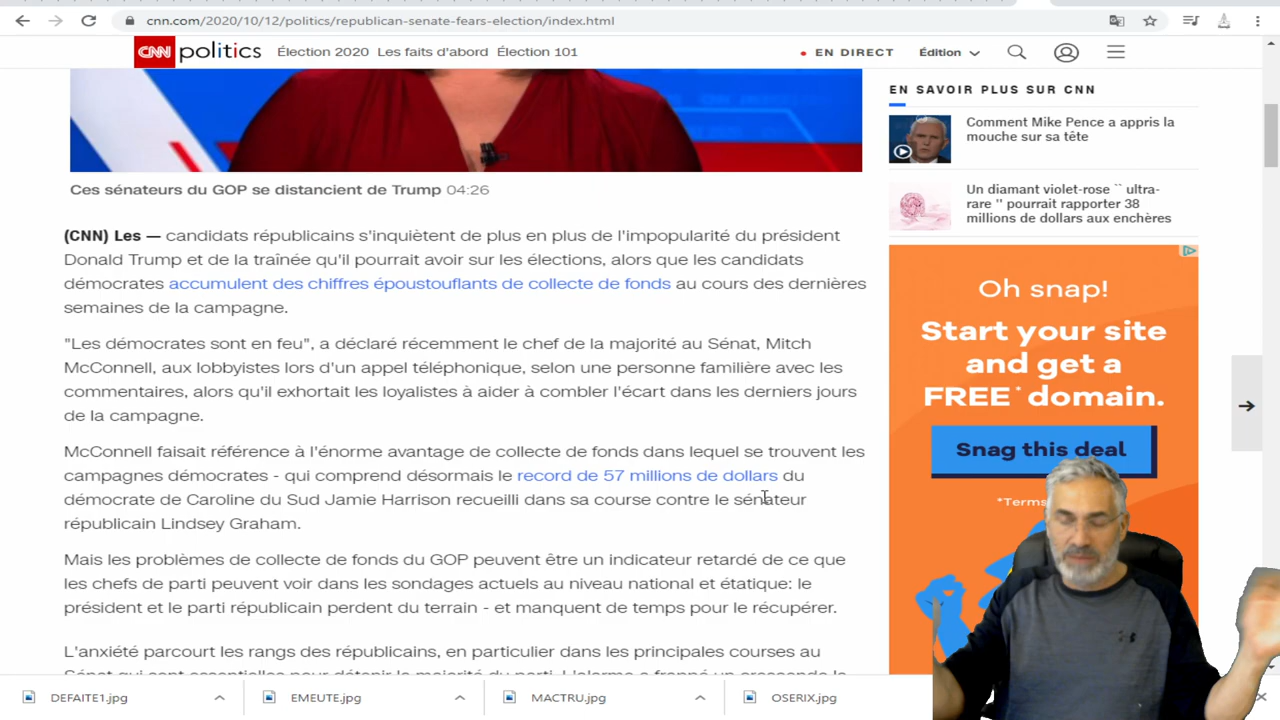 cnn.com/2020/10/12/politics/republican-senate-fears-election/index.html
CNN politics Élection 2020 Les faits d'abord Élection 101
EN DIRECT Édition
Ces sénateurs du GOP se distancient de Trump 04:26
(CNN) Les — candidats républicains s'inquiètent de plus en plus de l'impopularité du président
Donald Trump et de la traînée qu'il pourrait avoir sur les élections, alors que les candidats
démocrates accumulent des chiffres époustouflants de collecte de fonds au cours des dernières
semaines de la campagne.
"Les démocrates sont en feu", a déclaré récemment le chef de la majorité au Sénat, Mitch
McConnell, aux lobbyistes lors d'un appel téléphonique, selon une personne familière avec les
commentaires, alors qu'il exhortait les loyalistes à aider à combler l'écart dans les derniers jours
de la campagne.
McConnell faisait référence à l'énorme avantage de collecte de fonds dans lequel se trouvent les
campagnes démocrates - qui comprend désormais le record de 57 millions de dollars du
démocrate de Caroline du Sud Jamie Harrison recueilli dans sa course contre le sénateur
républicain Lindsey Graham.
Mais les problèmes de collecte de fonds du GOP peuvent être un indicateur retardé de ce que
les chefs de parti peuvent voir dans les sondages actuels au niveau national et étatique: le
président et le parti républicain perdent du terrain - et manquent de temps pour le récupérer.
L'anxiété parcourt les rangs des républicains, en particulier dans les principales courses au
EN SAVOIR PLUS SUR CNN
Comment Mike Pence a appris la
mouche sur sa tête
Un diamant violet-rose `` ultra-
rare '' pourrait rapporter 38
millions de dollars aux enchères
Oh snap!
Start your site
and get a
FREE* domain.
Snag this deal
*Terms
DEFAITE1.jpg
EMEUTE.jpg
MACTRU.jpg
OSERIX.jpg